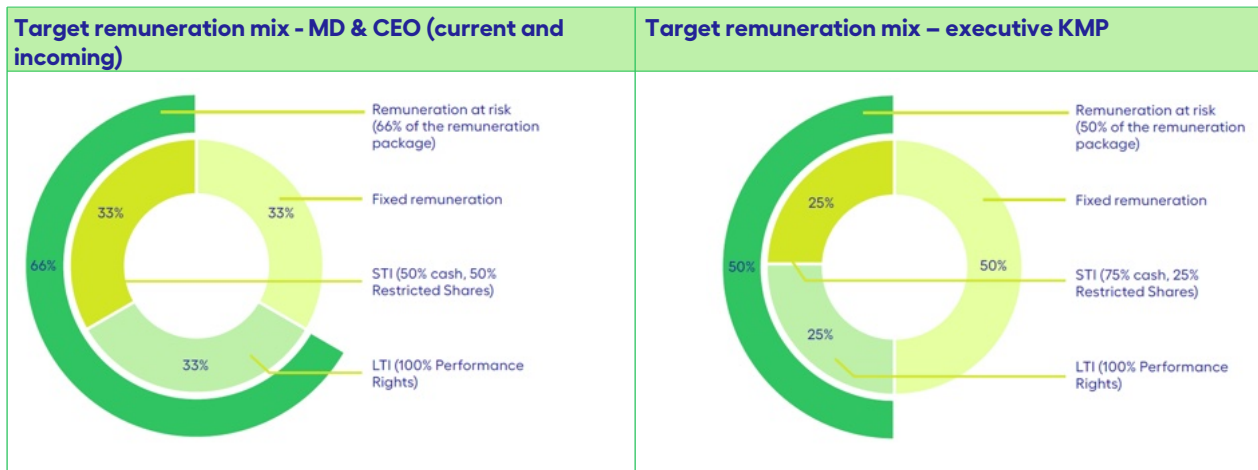 Target remuneration mix - MD & CEO (current and
incoming)
Target remuneration mix – executive KMP
Remuneration at risk
(66% of the remuneration
package)
Fixed remuneration
STI (50% cash, 50%
Restricted Shares)
LTI (100% Performance
Rights)
33%
33%
66%
33%
Remuneration at risk
(50% of the remuneration
package)
Fixed remuneration
STI (75% cash, 25%
Restricted Shares)
LTI (100% Performance
Rights)
25%
50%
50%
25%